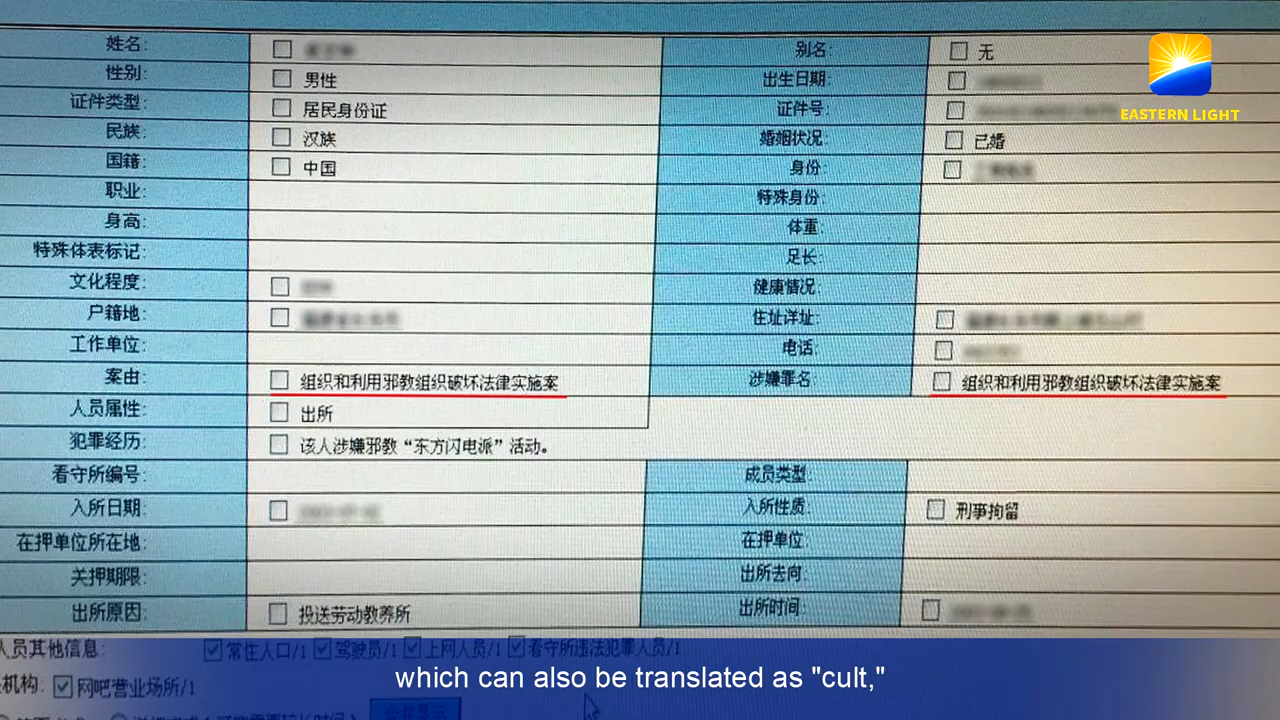 姓名: 别名: 无
EASTERN LIGHT
性别: 男性 出生日期:
证件类型: 居民身份证 证件号:
民族: 汉族 婚姻状况: 已婚
国籍: 中国 身份:
职业: 特殊身份:
身高: 体重:
特殊体表标记: 足长:
文化程度: 健康情况:
户籍地: 住址详址:
工作单位: 电话:
案由: 组织和利用邪教组织破坏法律实施案 涉嫌罪名: 组织和利用邪教组织破坏法律实施案
人员属性: 出所
犯罪经历: 该人涉嫌邪教“东方闪电派”活动。
看守所编号: 成员类型:
入所日期: 入所性质: 刑事拘留
在押单位所在地: 在押单位:
关押期限: 出所去向:
出所原因: 投送劳动教养所 出所时间:
人员其他信息: 常住人口/1 驾驶员/1 上网人员/1 看守所违法犯罪人员/1
机构: 网吧营业场所/1
which can also be translated as "cult,"